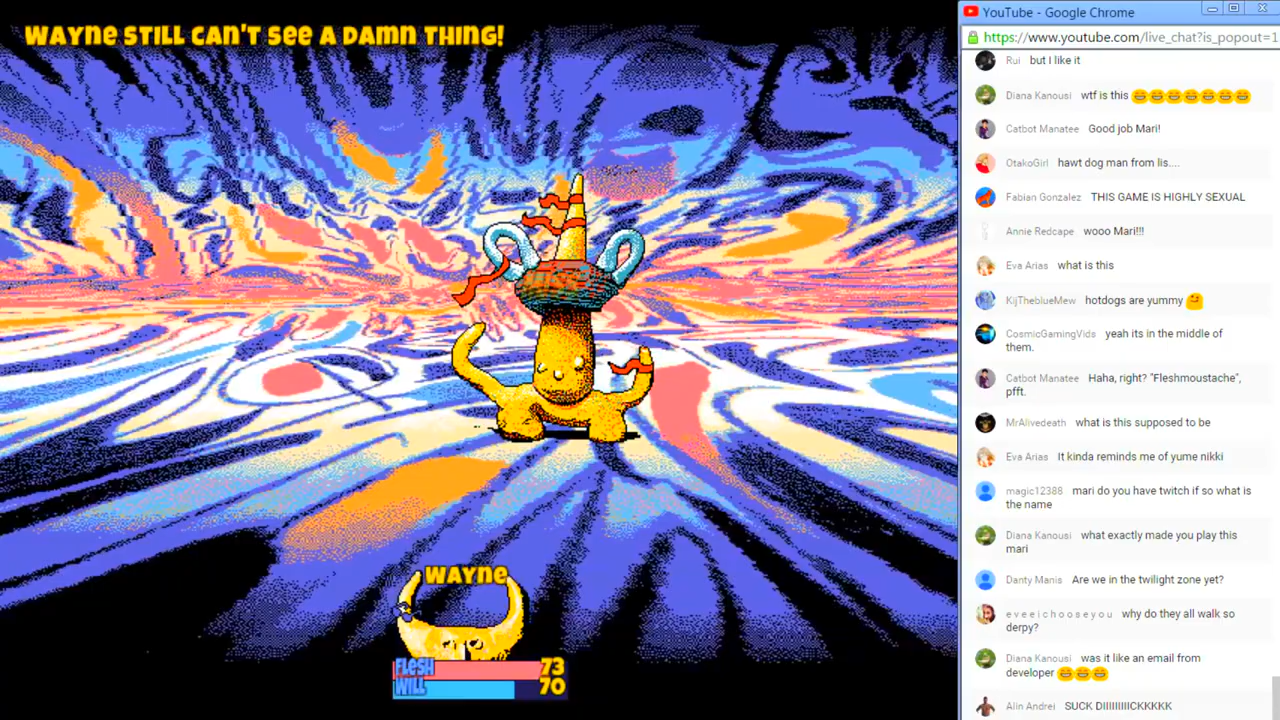 WAYNE STILL CAN'T SEE A DAMN THING!
WAYNE
FLESH 73
WILL 70
YouTube - Google Chrome
https://www.youtube.com/live_chat?is_popout=1
Rui but I like it
Diana Kanousi wtf is this 😂😂😂😂😂😂😂
Catbot Manatee Good job Mari!
OtakoGirl hawt dog man from lis....
Fabian Gonzalez THIS GAME IS HIGHLY SEXUAL
Annie Redcape wooo Mari!!!
Eva Arias what is this
KijTheblueMew hotdogs are yummy
CosmicGamingVids yeah its in the middle of
them.
Catbot Manatee Haha, right? "Fleshmoustache",
pfft.
MrAlivedeath what is this supposed to be
Eva Arias It kinda reminds me of yume nikki
magic12388 mari do you have twitch if so what is
the name
Diana Kanousi what exactly made you play this
mari
Danty Manis Are we in the twilight zone yet?
e v e e i c h o o s e y o u why do they all walk so
derpy?
Diana Kanousi was it like an email from
developer 😂😂😂
Alin Andrei SUCK DIIIIIIIIICKKKKK